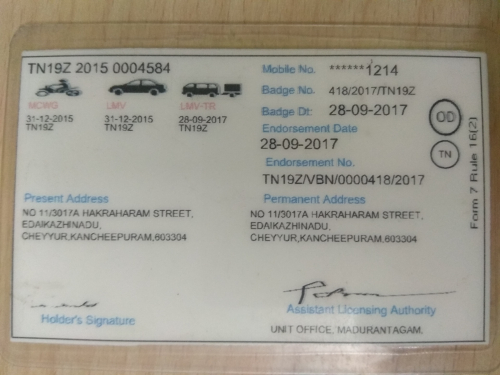 TN19Z 2015 0004584
Mobile No. ******1214
MCWG LMV LMV-TR
Badge No. 418/2017/TN19Z
31-12-2015 31-12-2015 28-09-2017
TN19Z TN19Z TN19Z
Badge Dt: 28-09-2017
OD
Endorsement Date
28-09-2017
TN
Endorsement No.
TN19Z/VBN/0000418/2017
Form 7 Rule 16(2)
Present Address
NO 11/3017A HAKRAHARAM STREET,
EDAIKAZHINADU,
CHEYYUR,KANCHEEPURAM,603304
Permanent Address
NO 11/3017A HAKRAHARAM STREET,
EDAIKAZHINADU,
CHEYYUR,KANCHEEPURAM,603304
Holder's Signature
Assistant Licensing Authority
UNIT OFFICE, MADURANTAGAM.